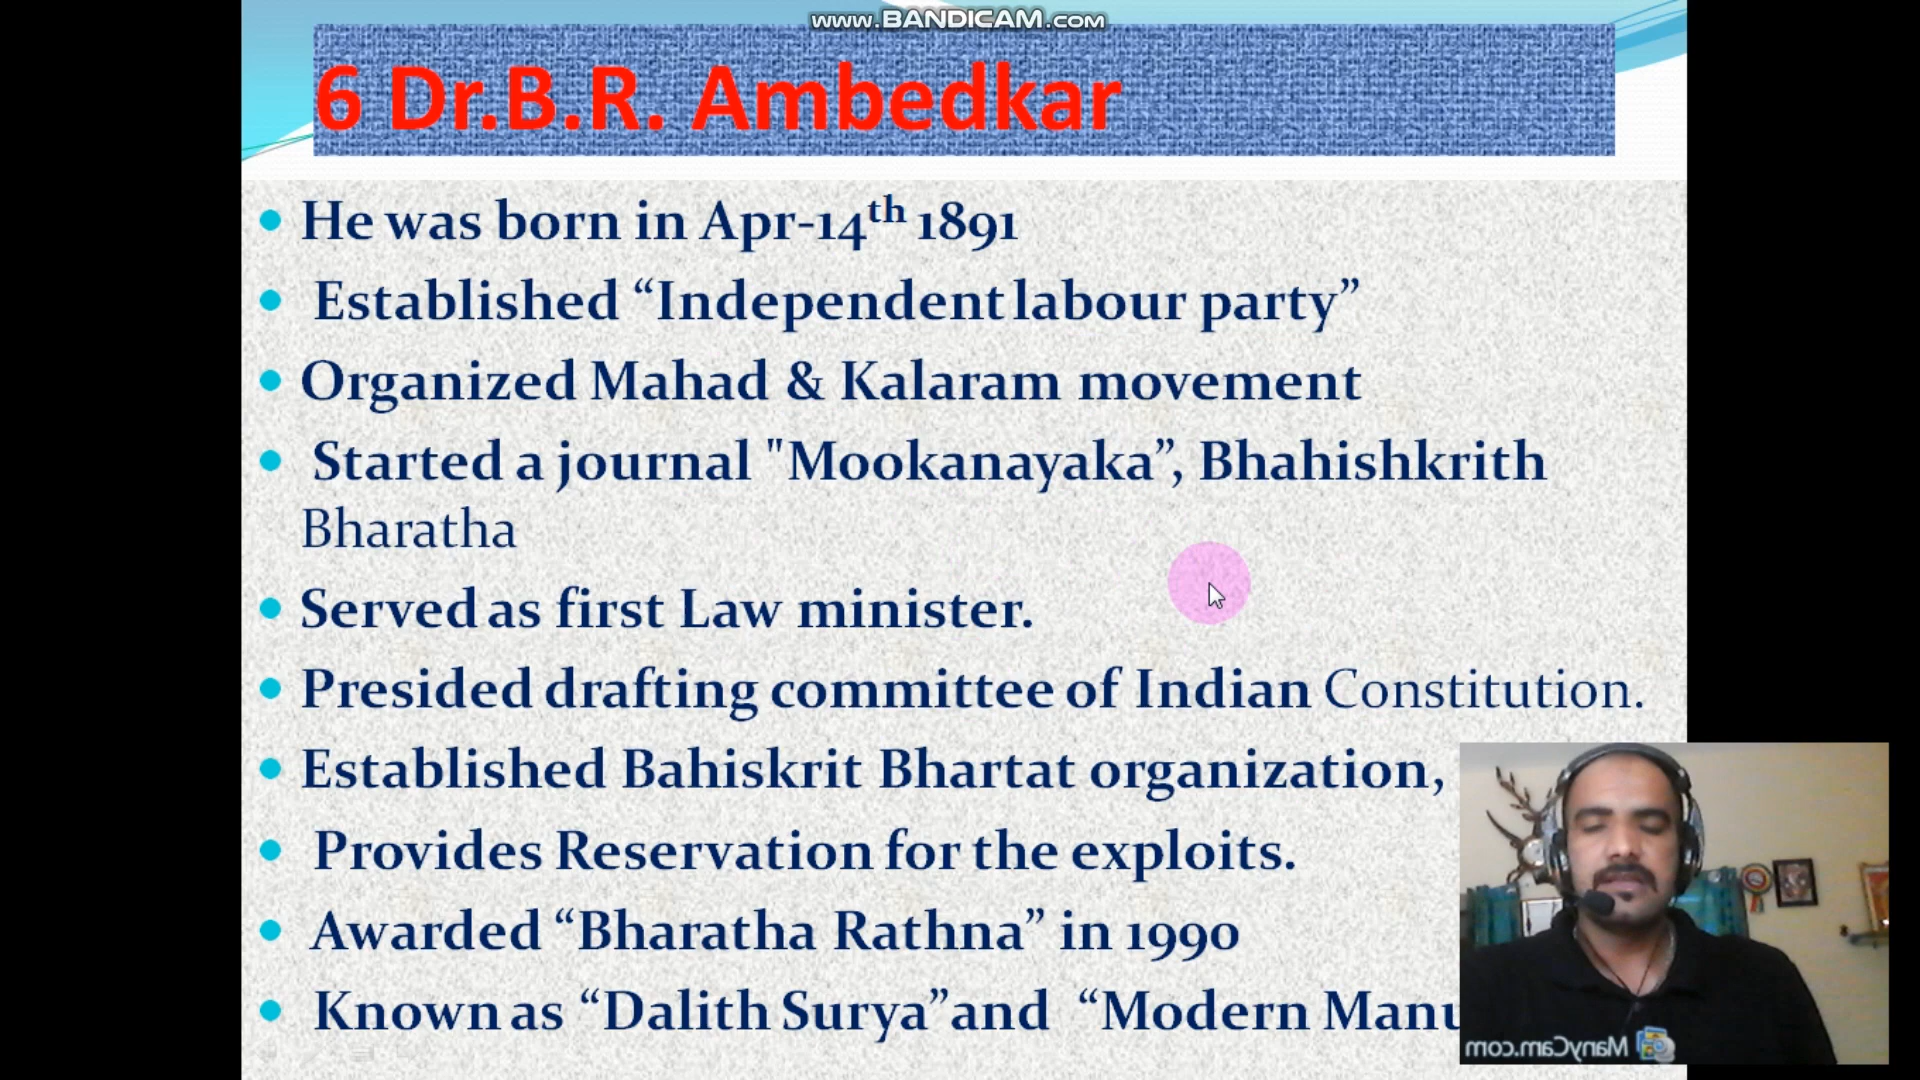 www.BANDICAM.com
6 Dr.B.R. Ambedkar
• He was born in Apr-14th 1891
• Established “Independent labour party”
• Organized Mahad & Kalaram movement
• Started a journal "Mookanayaka”, Bhahishkrith
Bharatha
• Served as first Law minister.
• Presided drafting committee of Indian Constitution.
• Established Bahiskrit Bhartat organization,
• Provides Reservation for the exploits.
• Awarded “Bharatha Rathna” in 1990
• Known as “Dalith Surya”and “Modern Manu
ManyCam.com